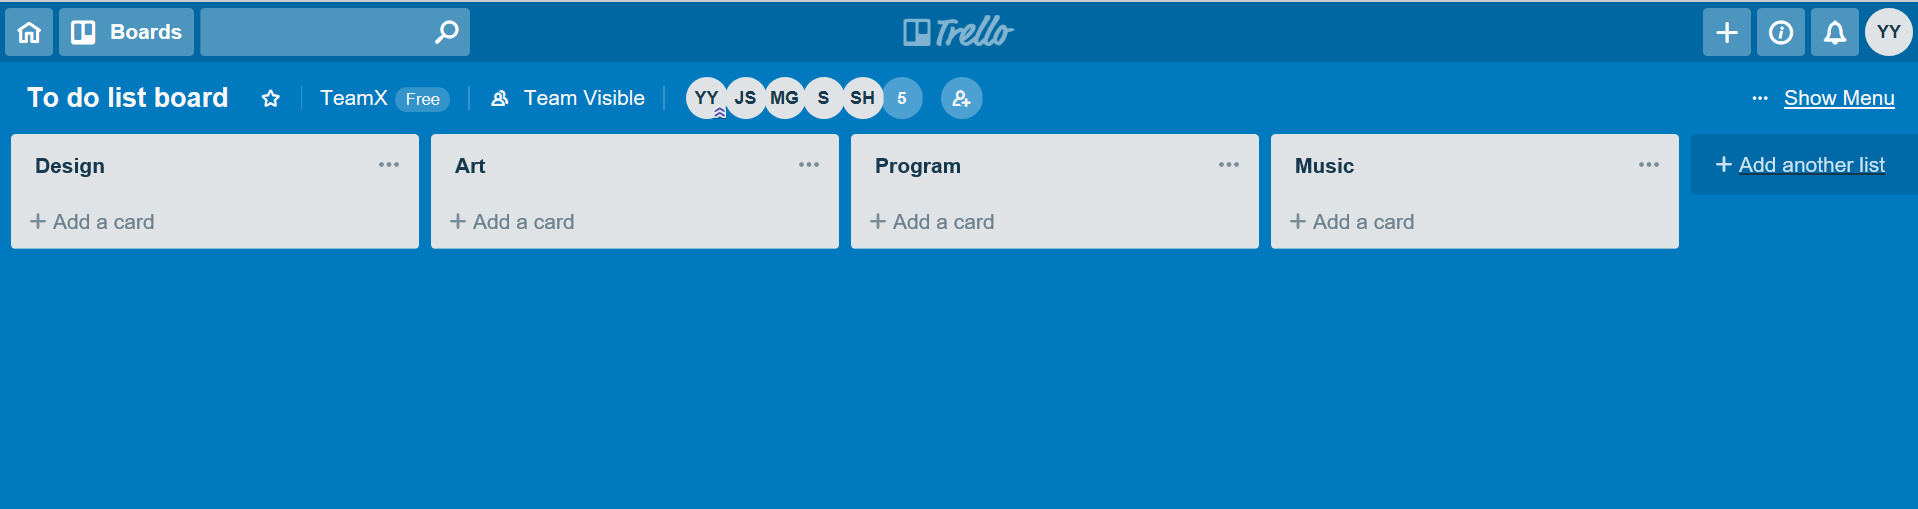 Boards
Trello
YY
To do list board
TeamX Free
Team Visible
YY JS MG S SH 5
... Show Menu
Design ...
Art ...
Program ...
Music ...
+ Add another list
+ Add a card
+ Add a card
+ Add a card
+ Add a card